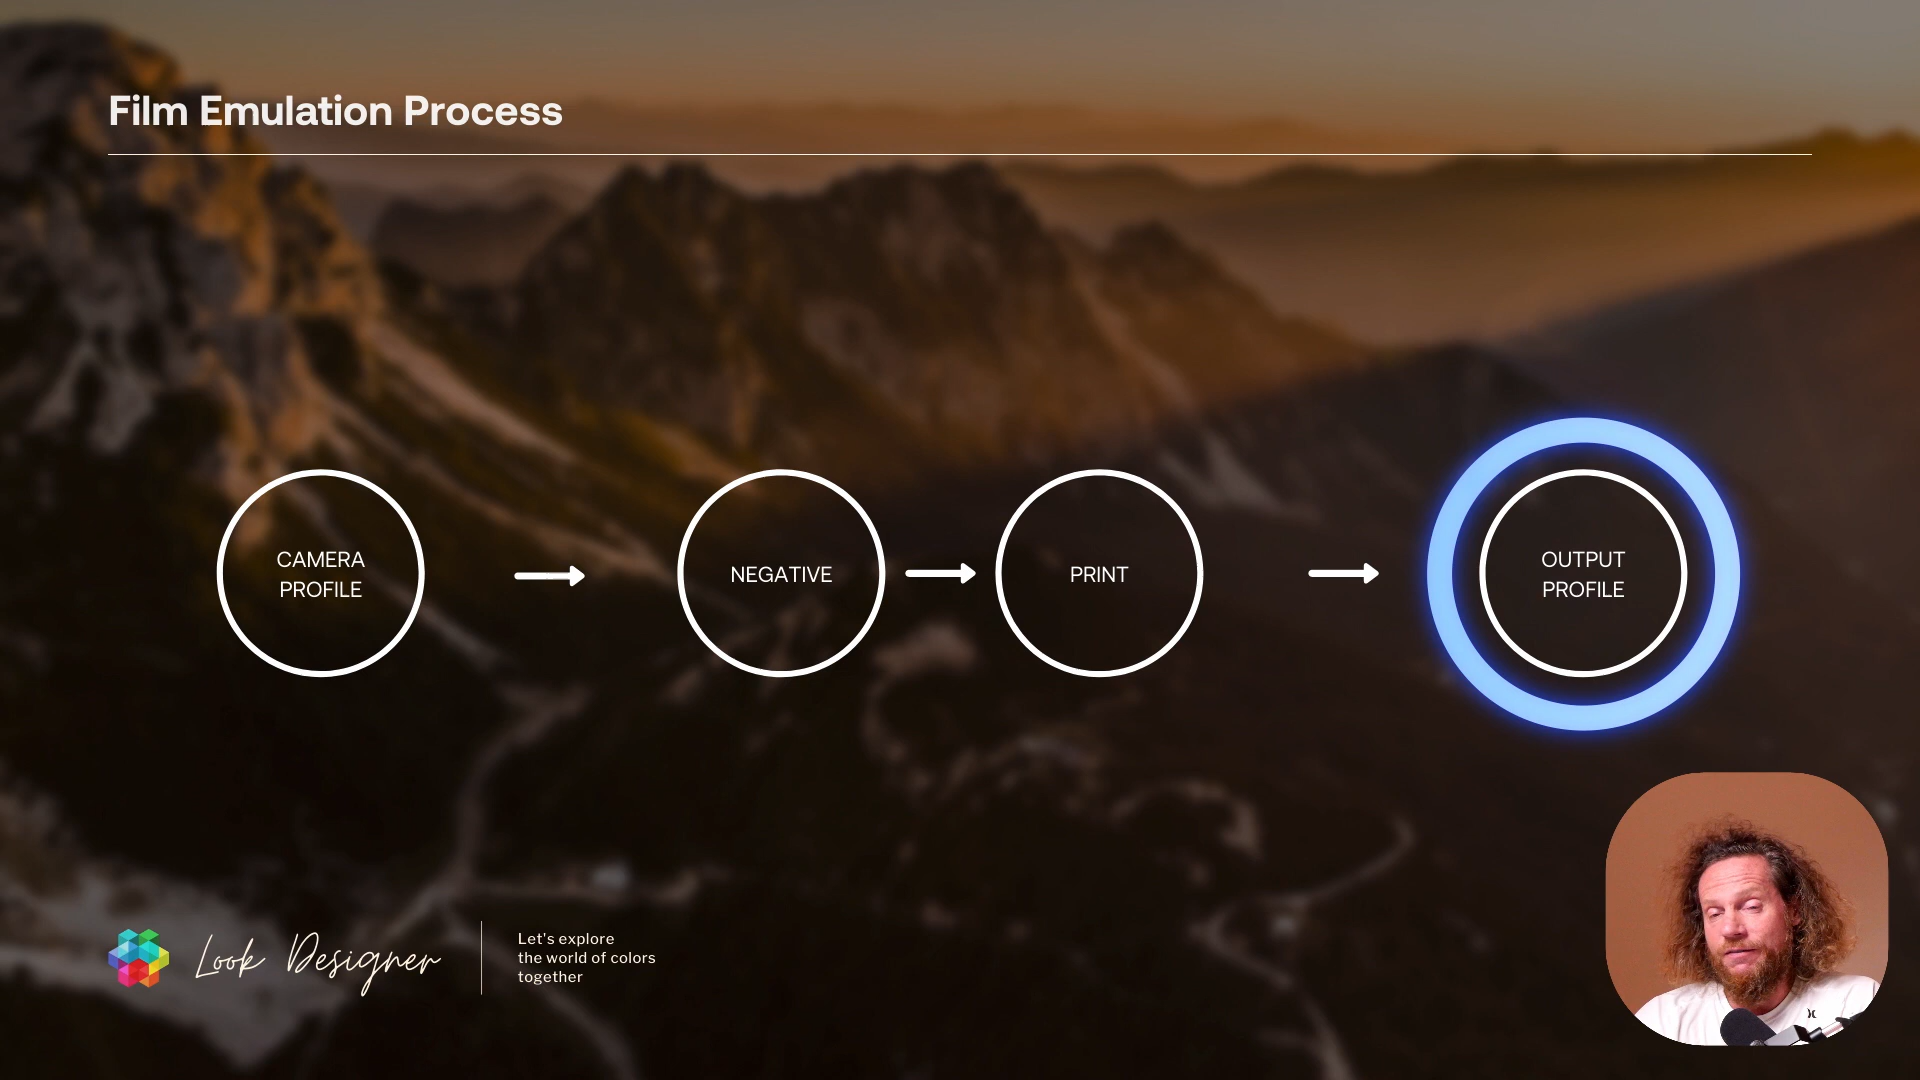 Film Emulation Process
CAMERA
PROFILE
NEGATIVE
PRINT
OUTPUT
PROFILE
Look Designer
Let's explore
the world of colors
together